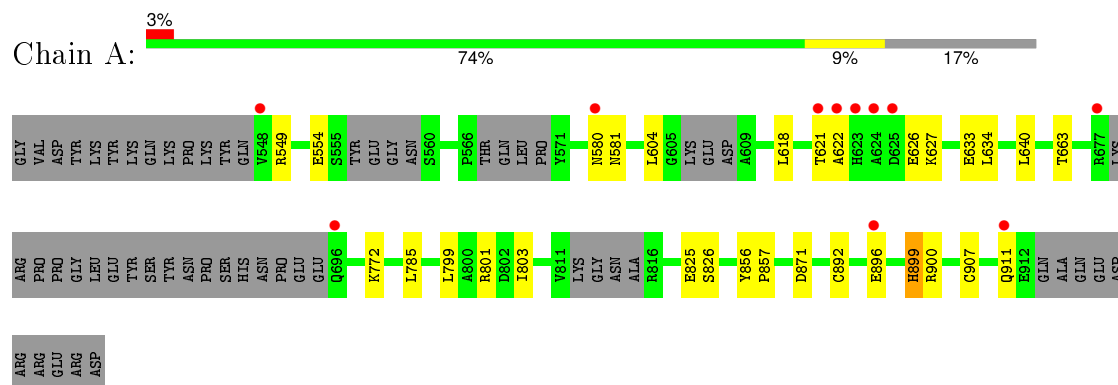 3%
Chain A:
74% 9% 17%
GLY VAL ASP TYR LYS TYR LYS GLN LYS PRO LYS TYR GLN V548 R549 E554 S555 TYR GLU GLY ASN S560 P566 THR GLN LEU PRO Y571 N580 N581 L604 G605 LYS GLU ASP A609 L618 T621 A622 H623 A624 D625 E626 K627 E633 L634 L640 T663 R677 LYS
ARG PRO PRO GLY LEU GLU TYR SER TYR ASN PRO SER HIS ASN PRO GLU GLU Q696 K772 L785 L799 A800 R801 D802 I803 V811 LYS GLY ASN ALA R816 E825 S826 Y856 P857 D871 C892 E896 H899 R900 C907 Q911 E912 GLN ALA GLN GLU ASP
ARG ARG GLU ARG ASP